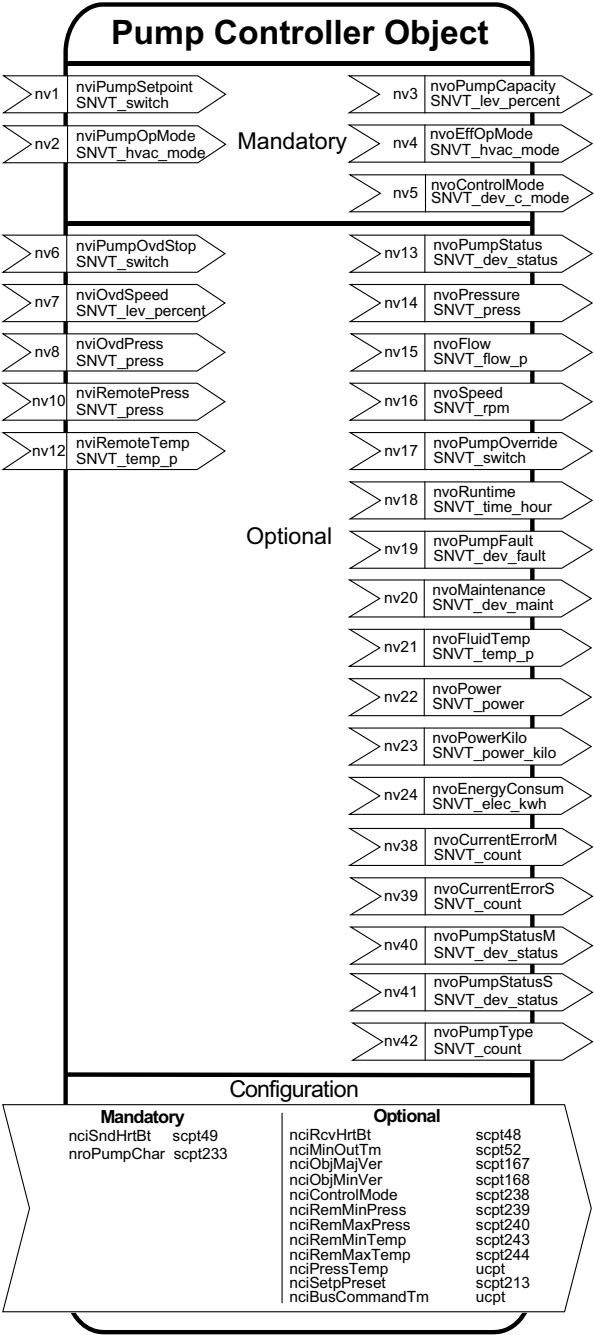 Pump Controller Object
nv1 nviPumpSetpoint
SNVT_switch
nv2 nviPumpOpMode
SNVT_hvac_mode
Mandatory
nv3 nvoPumpCapacity
SNVT_lev_percent
nv4 nvoEffOpMode
SNVT_hvac_mode
nv5 nvoControlMode
SNVT_dev_c_mode
nv6 nviPumpOvdStop
SNVT_switch
nv7 nviOvdSpeed
SNVT_lev_percent
nv8 nviOvdPress
SNVT_press
nv10 nviRemotePress
SNVT_press
nv12 nviRemoteTemp
SNVT_temp_p
Optional
nv13 nvoPumpStatus
SNVT_dev_status
nv14 nvoPressure
SNVT_press
nv15 nvoFlow
SNVT_flow_p
nv16 nvoSpeed
SNVT_rpm
nv17 nvoPumpOverride
SNVT_switch
nv18 nvoRuntime
SNVT_time_hour
nv19 nvoPumpFault
SNVT_dev_fault
nv20 nvoMaintenance
SNVT_dev_maint
nv21 nvoFluidTemp
SNVT_temp_p
nv22 nvoPower
SNVT_power
nv23 nvoPowerKilo
SNVT_power_kilo
nv24 nvoEnergyConsum
SNVT_elec_kwh
nv38 nvoCurrentErrorM
SNVT_count
nv39 nvoCurrentErrorS
SNVT_count
nv40 nvoPumpStatusM
SNVT_dev_status
nv41 nvoPumpStatusS
SNVT_dev_status
nv42 nvoPumpType
SNVT_count
Configuration
Mandatory
nciSndHrtBt scpt49
nroPumpChar scpt233
Optional
nciRcvHrtBt scpt48
nciMinOutTm scpt52
nciObjMajVer scpt167
nciObjMinVer scpt168
nciControlMode scpt238
nciRemMinPress scpt239
nciRemMaxPress scpt240
nciRemMinTemp scpt243
nciRemMaxTemp scpt244
nciPressTemp ucpt
nciSetpPreset scpt213
nciBusCommandTm ucpt